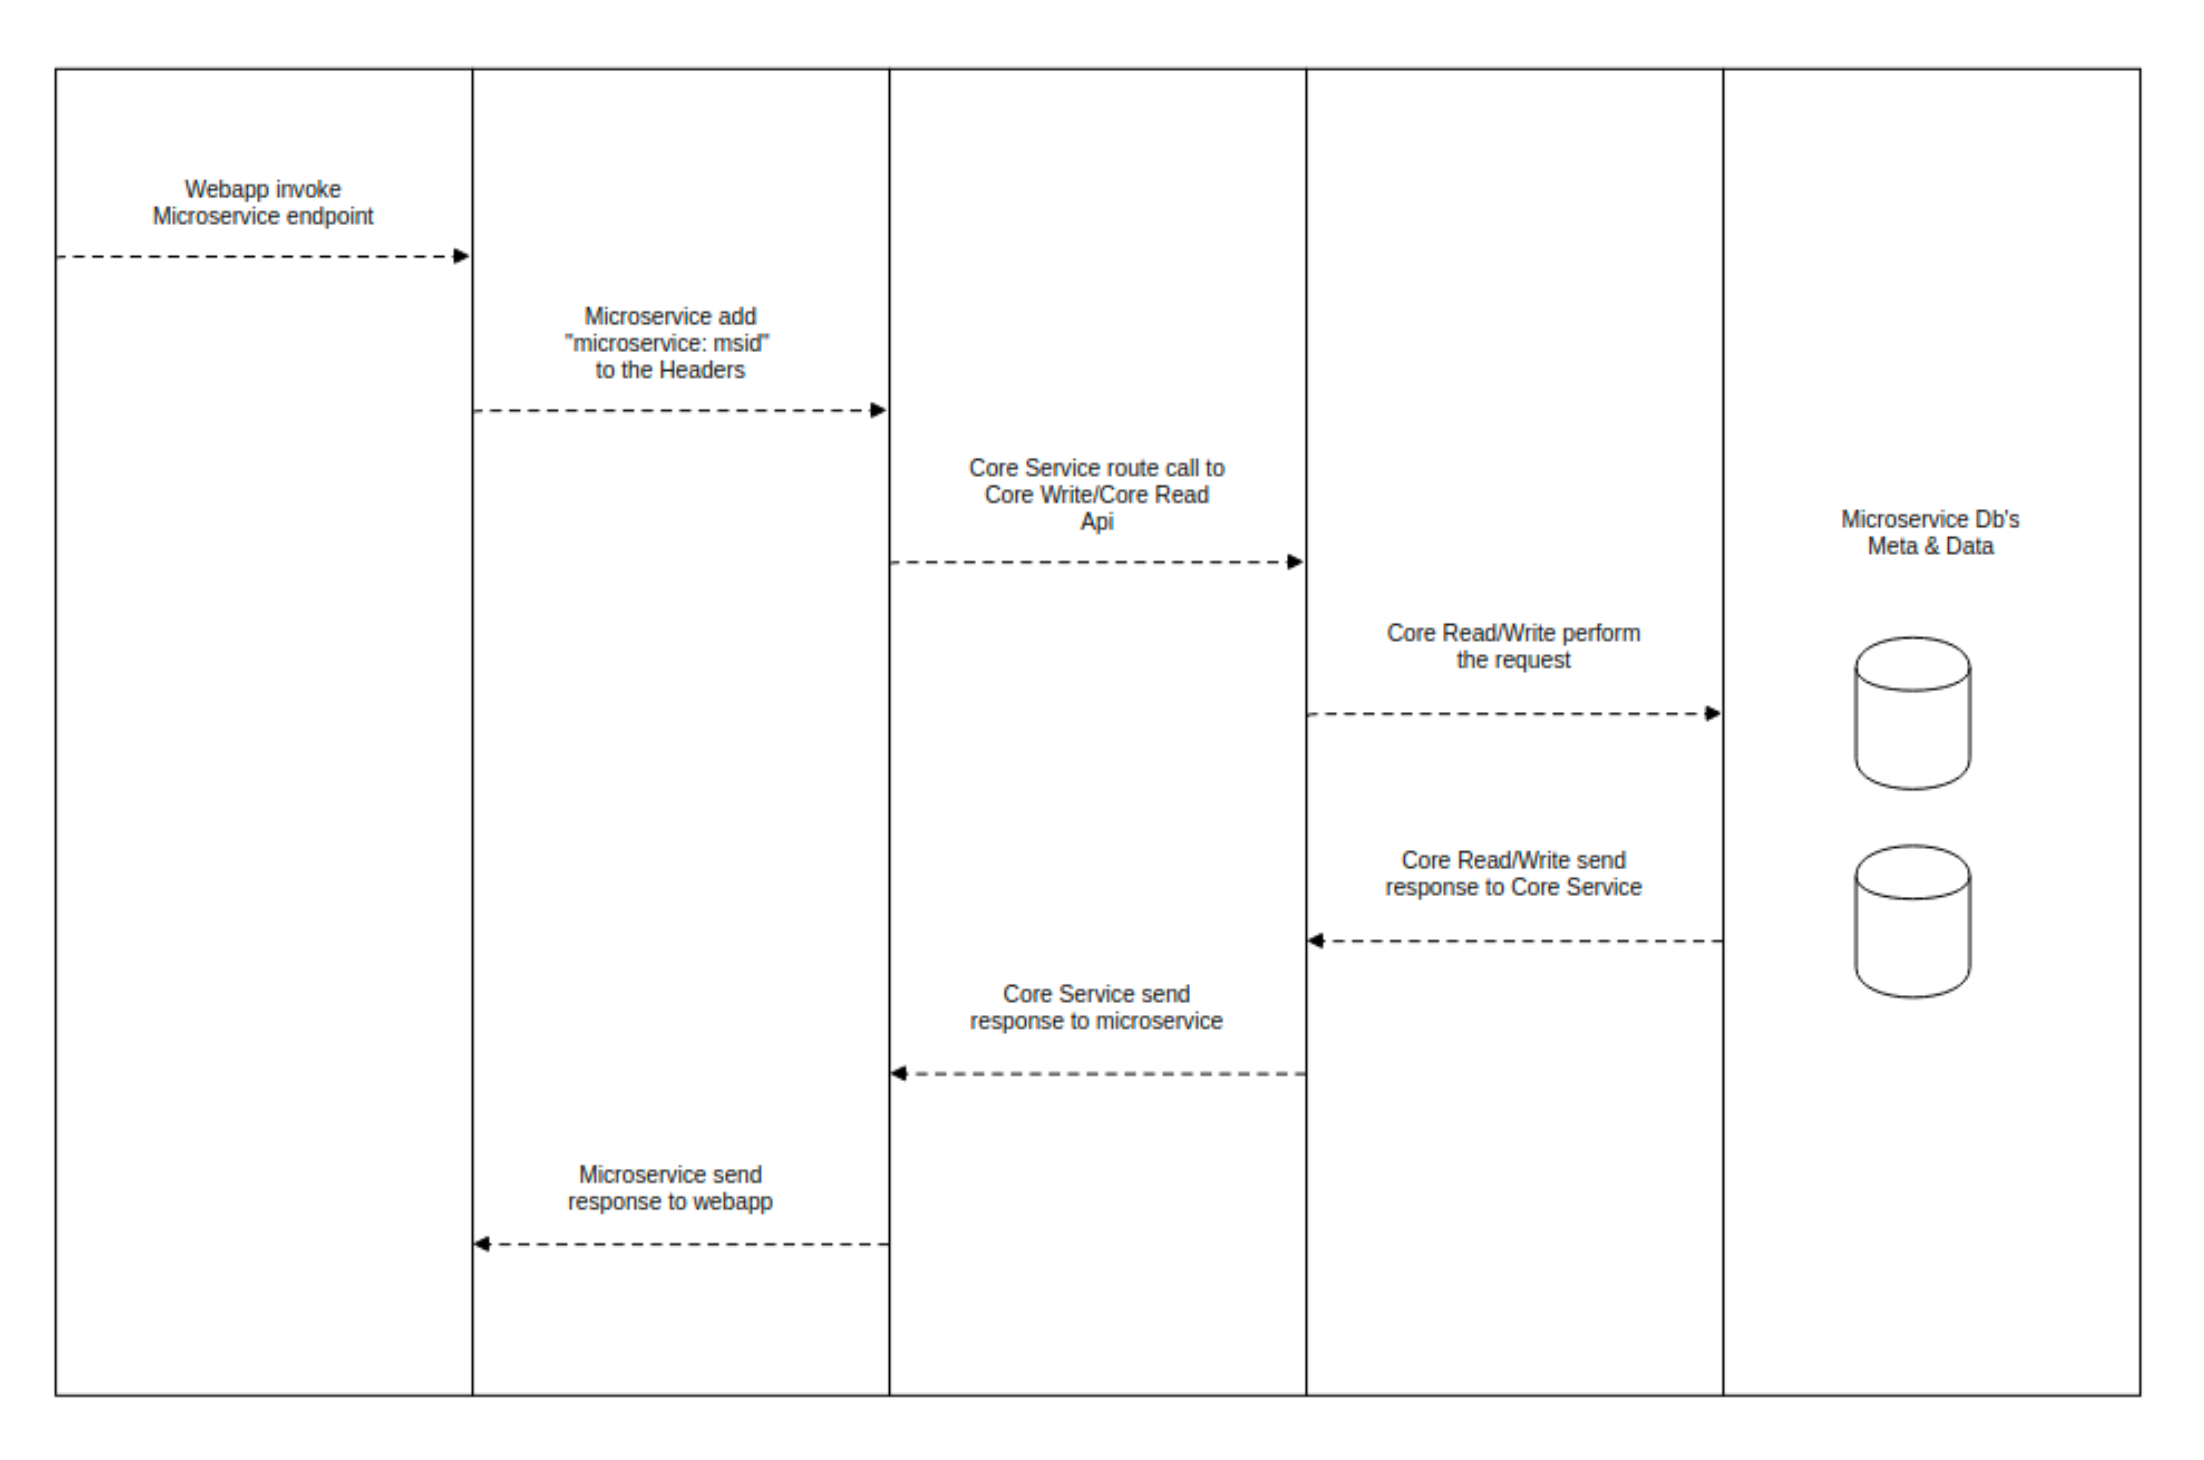 Webapp invoke
Microservice endpoint
Microservice add
"microservice: msid"
to the Headers
Core Service route call to
Core Write/Core Read
Api
Microservice Db's
Meta & Data
Core Read/Write perform
the request
Core Read/Write send
response to Core Service
Core Service send
response to microservice
Microservice send
response to webapp